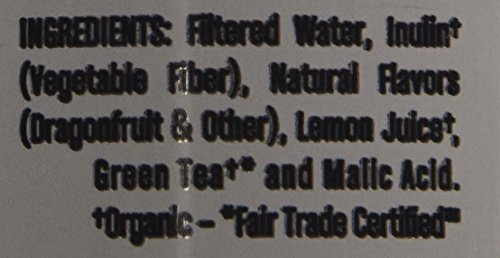 INGREDIENTS: Filtered Water, Inulin†
(Vegetable Fiber), Natural Flavors
(Dragonfruit & Other), Lemon Juice†,
Green Tea†* and Malic Acid.
†Organic – *Fair Trade Certified™